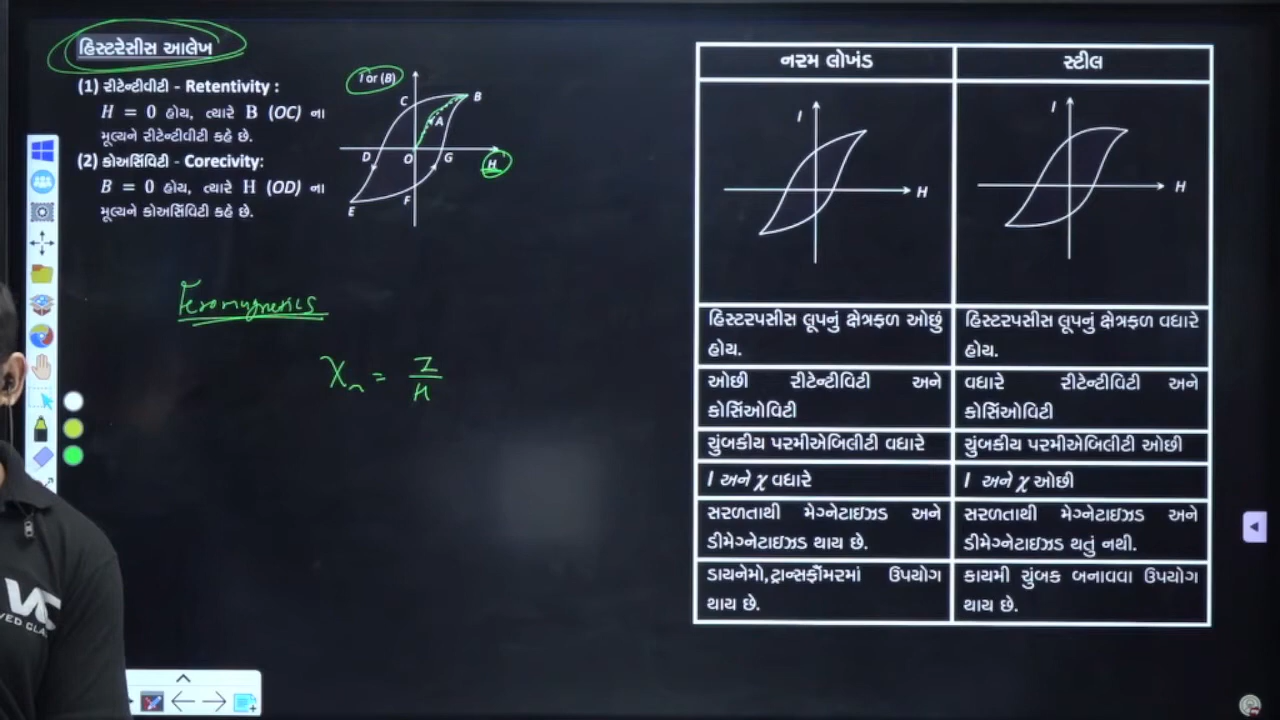 હિસ્ટરેસીસ આલેખ
(1) રીટેન્ટીવીટી - Retentivity :
H = 0 હોય, ત્યારે B (OC) ના
મૂલ્યને રીટેન્ટીવીટી કહે છે.
(2) કોઅર્સિવિટી - Corecivity:
B = 0 હોય, ત્યારે H (OD) ના
મૂલ્યને કોઅર્સિવિટી કહે છે.
I or (B)
C
B
A
D
O
G
H
E
F
Feromagnetics
χm = I/H
નરમ લોખંડ
સ્ટીલ
I
H
I
H
હિસ્ટરપસીસ લૂપનું ક્ષેત્રફળ ઓછું
હોય.
હિસ્ટરપસીસ લૂપનું ક્ષેત્રફળ વધારે
હોય.
ઓછી રીટેન્ટીવિટી અને
કોર્સિઓવિટી
વધારે રીટેન્ટીવિટી અને
કોર્સિઓવિટી
ચુંબકીય પરમીએબિલીટી વધારે
ચુંબકીય પરમીએબિલીટી ઓછી
I અને χ વધારે
I અને χ ઓછી
સરળતાથી મેગ્નેટાઇઝડ અને
ડીમેગ્નેટાઇઝડ થાય છે.
સરળતાથી મેગ્નેટાઇઝડ અને
ડીમેગ્નેટાઇઝડ થતું નથી.
ડાયનેમો,ટ્રાન્સફૉમરમાં ઉપયોગ
થાય છે.
કાયમી ચુંબક બનાવવા ઉપયોગ
થાય છે.